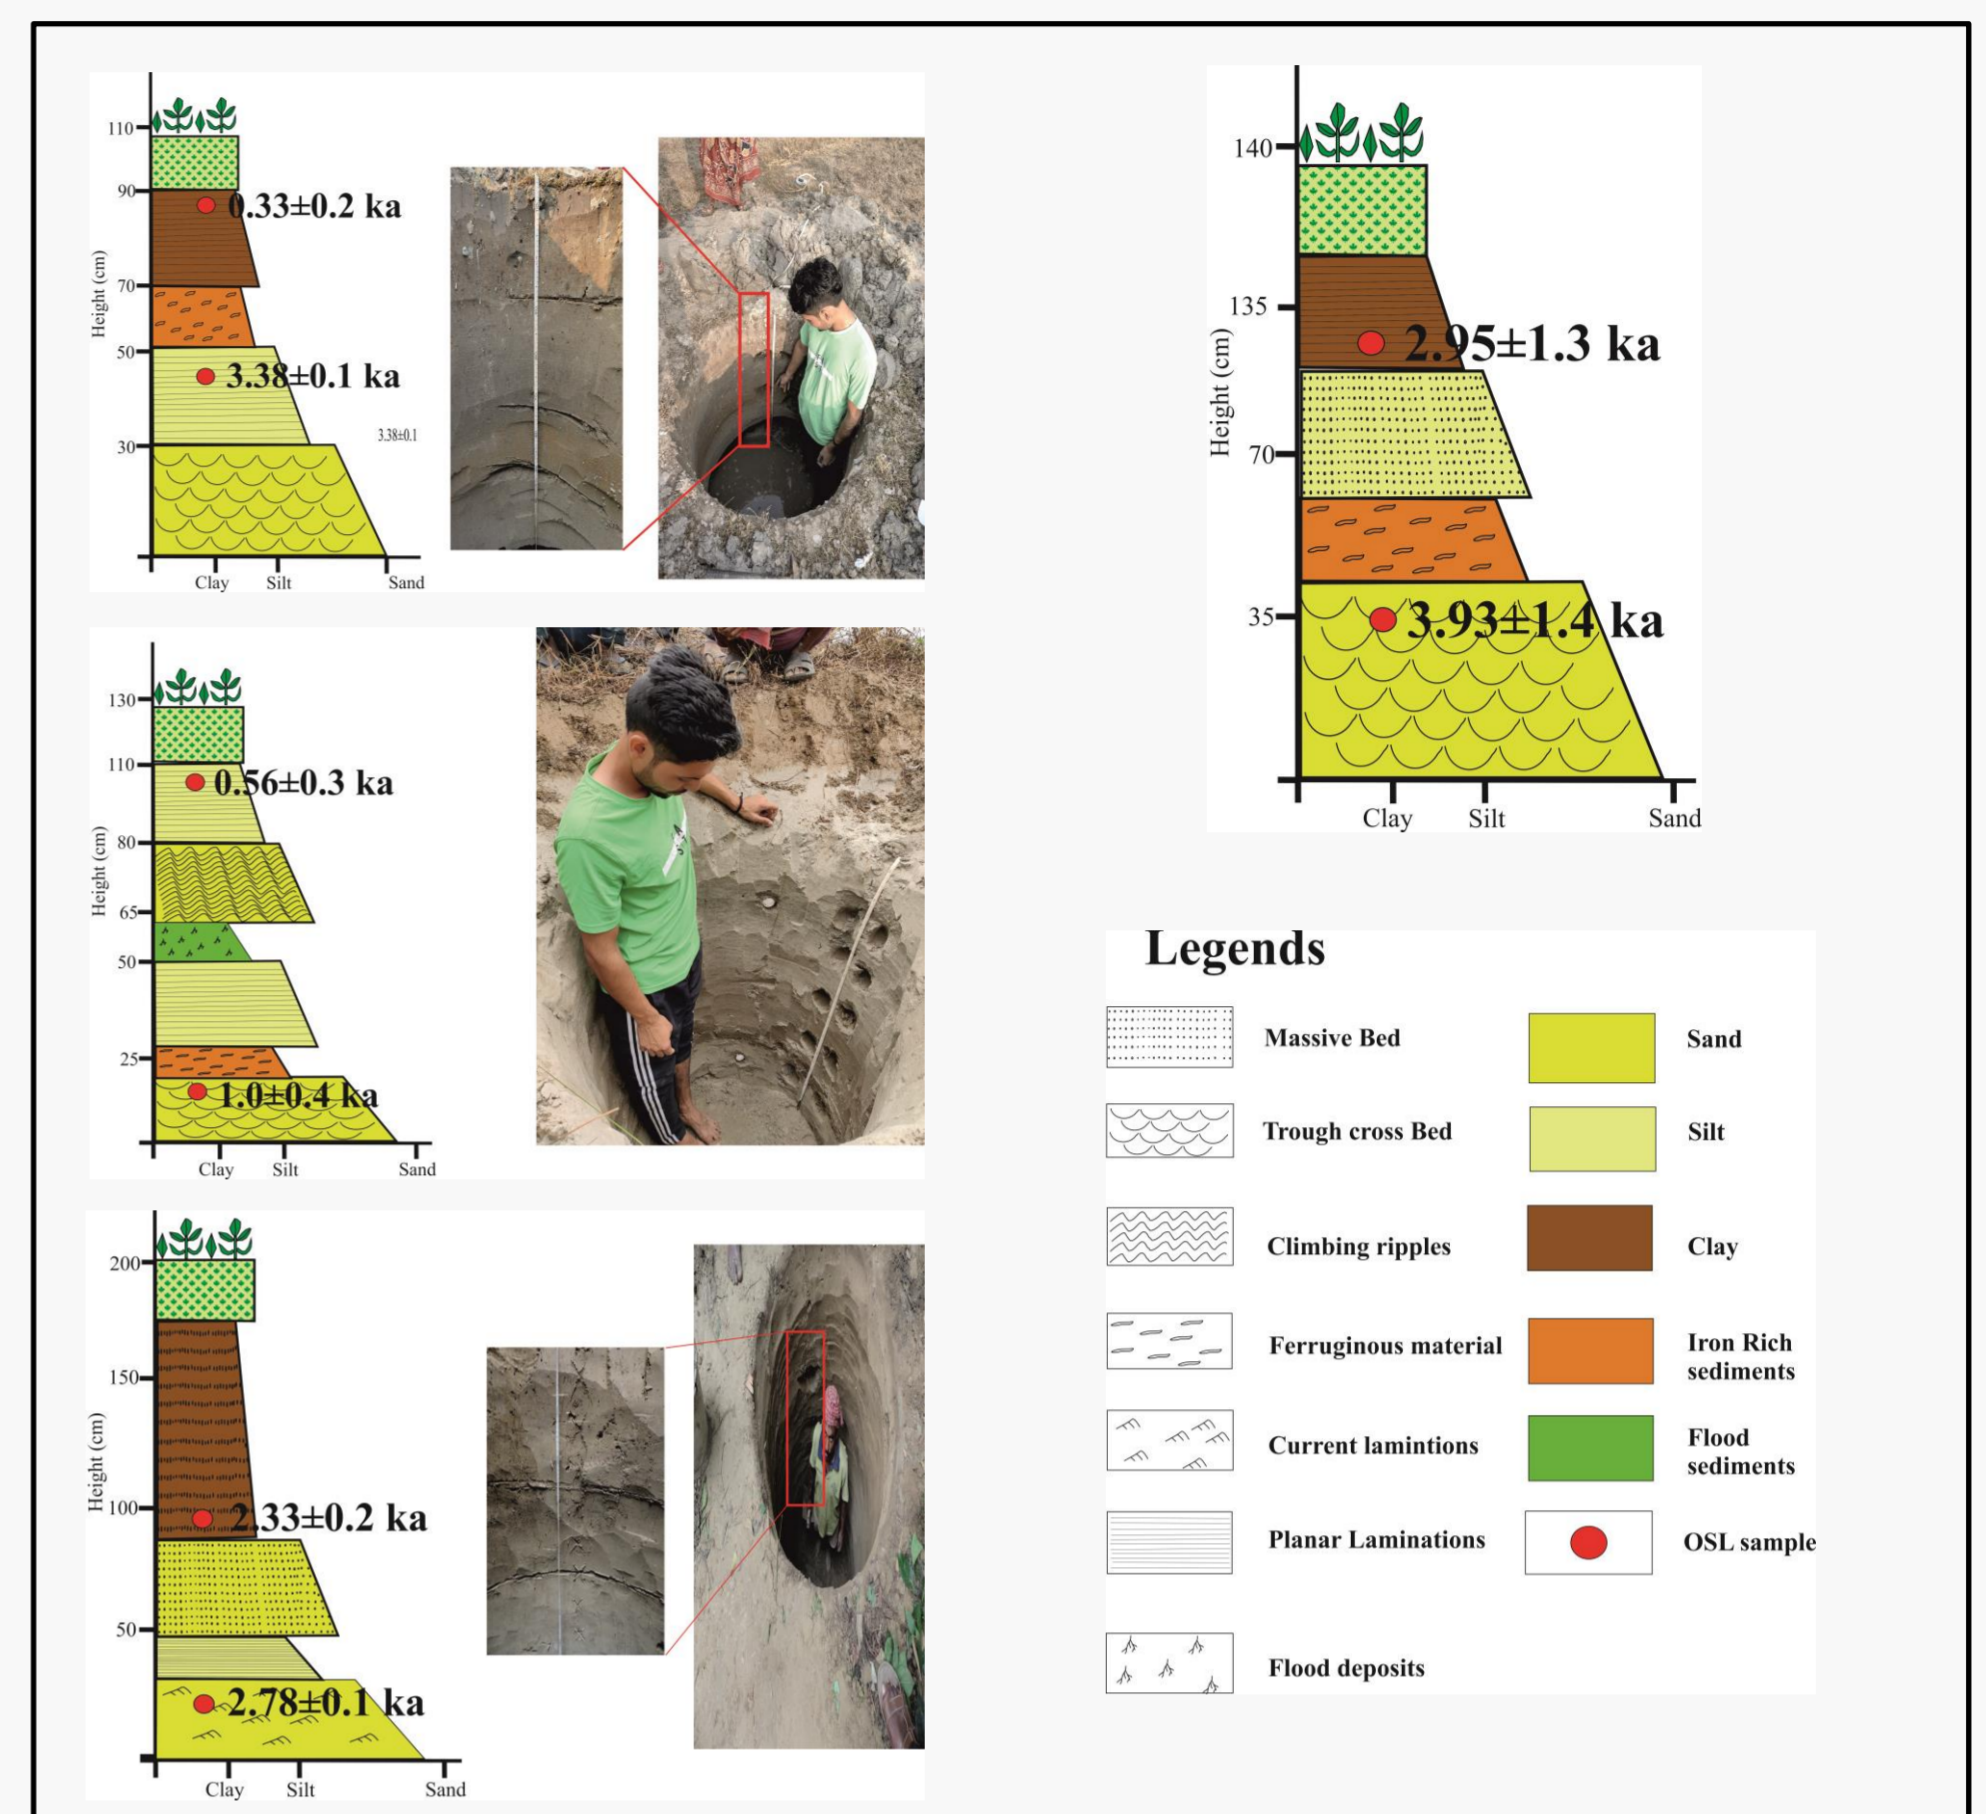 110
90
0.33±0.2 ka
70
50
3.38±0.1 ka
3.38±0.1
30
Height (cm)
Clay Silt Sand
130
110
0.56±0.3 ka
80
65
50
25
1.0±0.4 ka
Height (cm)
Clay Silt Sand
200
150
100
2.33±0.2 ka
50
2.78±0.1 ka
Height (cm)
Clay Silt Sand
140
135
2.95±1.3 ka
70
35
3.93±1.4 ka
Height (cm)
Clay Silt Sand
Legends
Massive Bed
Sand
Trough cross Bed
Silt
Climbing ripples
Clay
Ferruginous material
Iron Rich
sediments
Current lamintions
Flood
sediments
Planar Laminations
OSL sample
Flood deposits